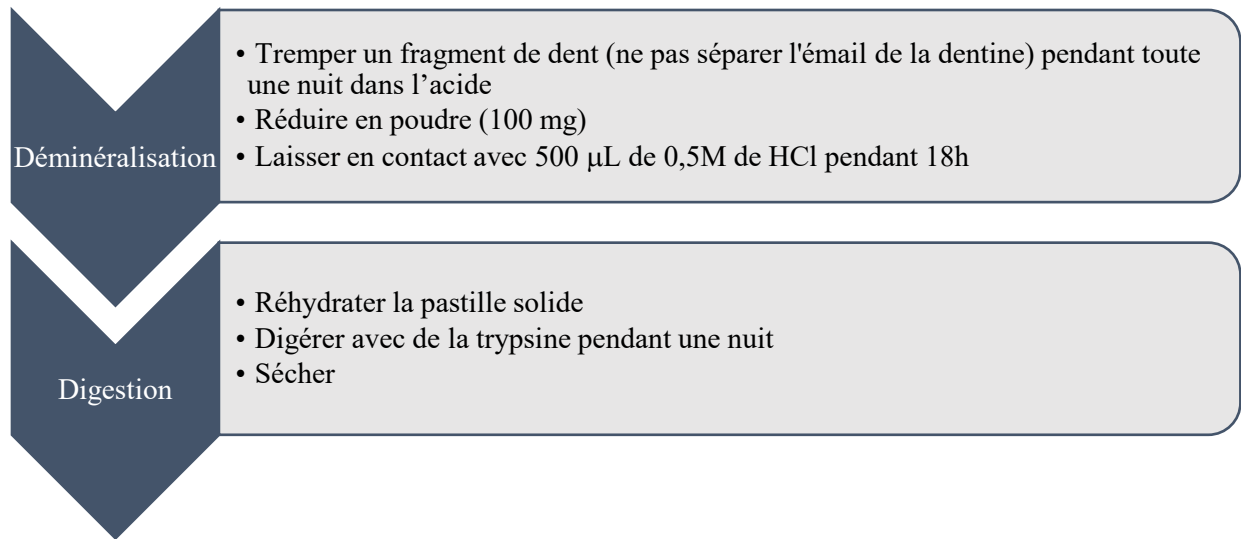 Déminéralisation
• Tremper un fragment de dent (ne pas séparer l'émail de la dentine) pendant toute
une nuit dans l’acide
• Réduire en poudre (100 mg)
• Laisser en contact avec 500 μL de 0,5M de HCl pendant 18h
Digestion
• Réhydrater la pastille solide
• Digérer avec de la trypsine pendant une nuit
• Sécher